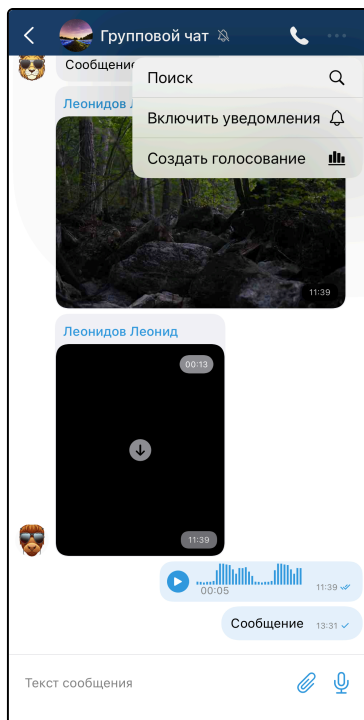 Групповой чат
Сообщение
Поиск
Леонидов
Включить уведомления
Создать голосование
11:39
Леонидов Леонид
00:13
11:39
00:05
11:39
Сообщение 13:31
Текст сообщения